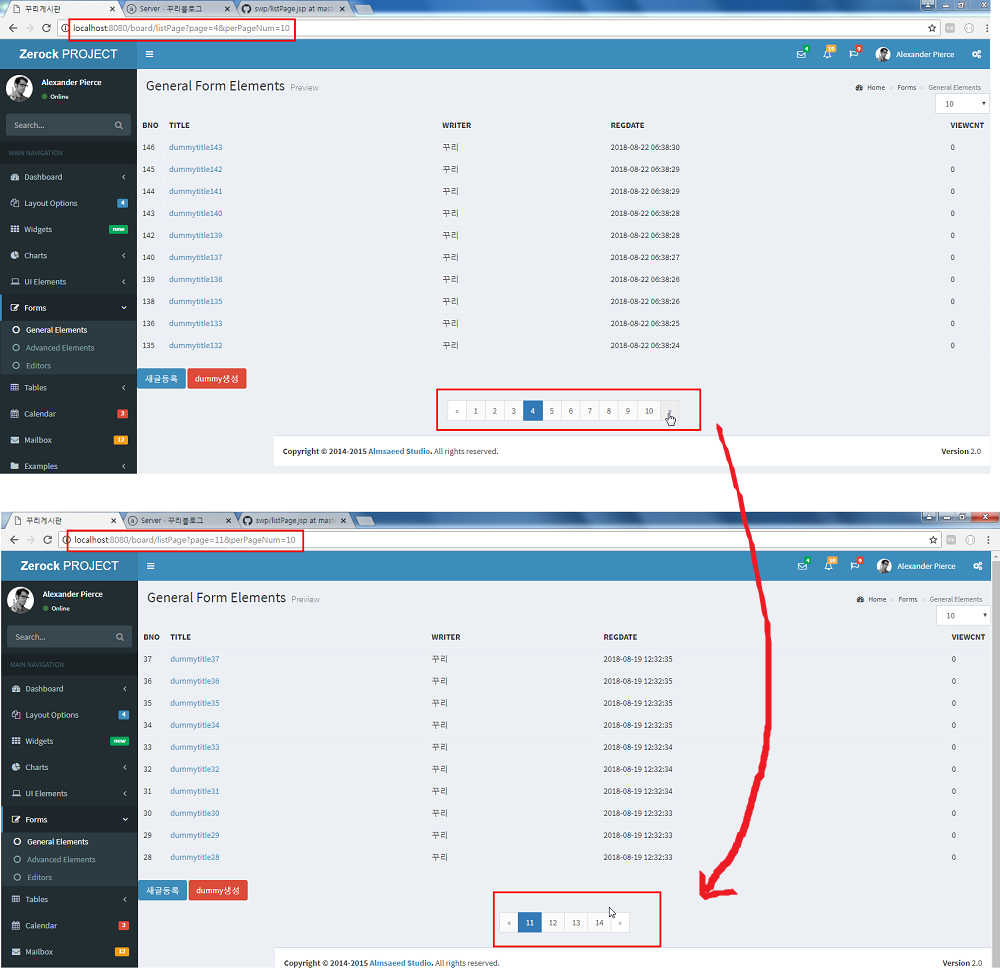 꾸리게시판 Server - 꾸리블로그 swp/listPage.jsp at mast
localhost:8080/board/listPage?page=4&perPageNum=10
Zerock PROJECT 4 10 9 Alexander Pierce
Alexander Pierce
Online
General Form Elements Preview
Home > Forms > General Elements
10
Search...
MAIN NAVIGATION
Dashboard
Layout Options 4
Widgets new
Charts
UI Elements
Forms
General Elements
Advanced Elements
Editors
Tables
Calendar 3
Mailbox 12
Examples
BNO TITLE WRITER REGDATE VIEWCNT
146 dummytitle143 꾸리 2018-08-22 06:38:30 0
145 dummytitle142 꾸리 2018-08-22 06:38:29 0
144 dummytitle141 꾸리 2018-08-22 06:38:29 0
143 dummytitle140 꾸리 2018-08-22 06:38:28 0
142 dummytitle139 꾸리 2018-08-22 06:38:28 0
140 dummytitle137 꾸리 2018-08-22 06:38:27 0
139 dummytitle136 꾸리 2018-08-22 06:38:26 0
138 dummytitle135 꾸리 2018-08-22 06:38:26 0
136 dummytitle133 꾸리 2018-08-22 06:38:25 0
135 dummytitle132 꾸리 2018-08-22 06:38:24 0
새글등록 dummy생성
« 1 2 3 4 5 6 7 8 9 10 »
Copyright © 2014-2015 Almsaeed Studio. All rights reserved. Version 2.0
꾸리게시판 Server - 꾸리블로그 swp/listPage.jsp at mast
localhost:8080/board/listPage?page=11&perPageNum=10
Zerock PROJECT 4 10 9 Alexander Pierce
Alexander Pierce
Online
General Form Elements Preview
Home > Forms > General Elements
10
Search...
MAIN NAVIGATION
Dashboard
Layout Options 4
Widgets new
Charts
UI Elements
Forms
General Elements
Advanced Elements
Editors
Tables
Calendar 3
Mailbox 12
BNO TITLE WRITER REGDATE VIEWCNT
37 dummytitle37 꾸리 2018-08-19 12:32:35 0
36 dummytitle36 꾸리 2018-08-19 12:32:35 0
35 dummytitle35 꾸리 2018-08-19 12:32:35 0
34 dummytitle34 꾸리 2018-08-19 12:32:35 0
33 dummytitle33 꾸리 2018-08-19 12:32:34 0
32 dummytitle32 꾸리 2018-08-19 12:32:34 0
31 dummytitle31 꾸리 2018-08-19 12:32:34 0
30 dummytitle30 꾸리 2018-08-19 12:32:33 0
29 dummytitle29 꾸리 2018-08-19 12:32:33 0
28 dummytitle28 꾸리 2018-08-19 12:32:33 0
새글등록 dummy생성
« 11 12 13 14 »
Copyright © 2014-2015 Almsaeed Studio. All rights reserved. Version 2.0